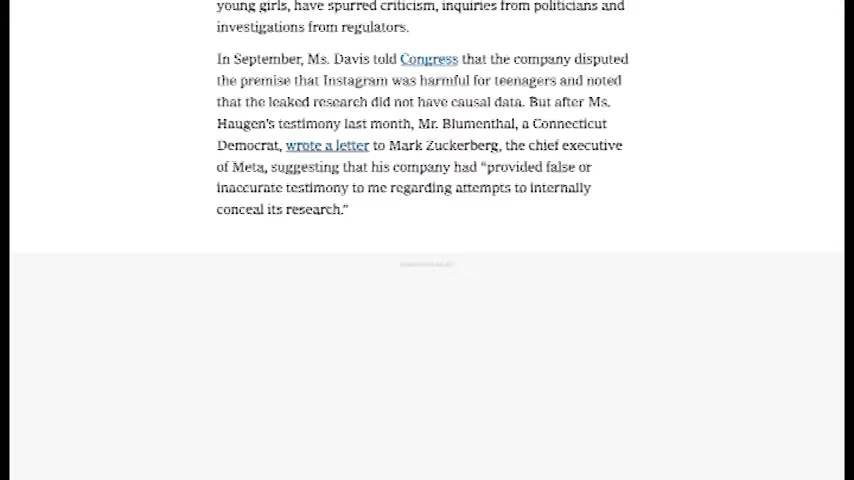 young girls, have spurred criticism, inquiries from politicians and
investigations from regulators.
In September, Ms. Davis told Congress that the company disputed
the premise that Instagram was harmful for teenagers and noted
that the leaked research did not have causal data. But after Ms.
Haugen's testimony last month, Mr. Blumenthal, a Connecticut
Democrat, wrote a letter to Mark Zuckerberg, the chief executive
of Meta, suggesting that his company had “provided false or
inaccurate testimony to me regarding attempts to internally
conceal its research.”